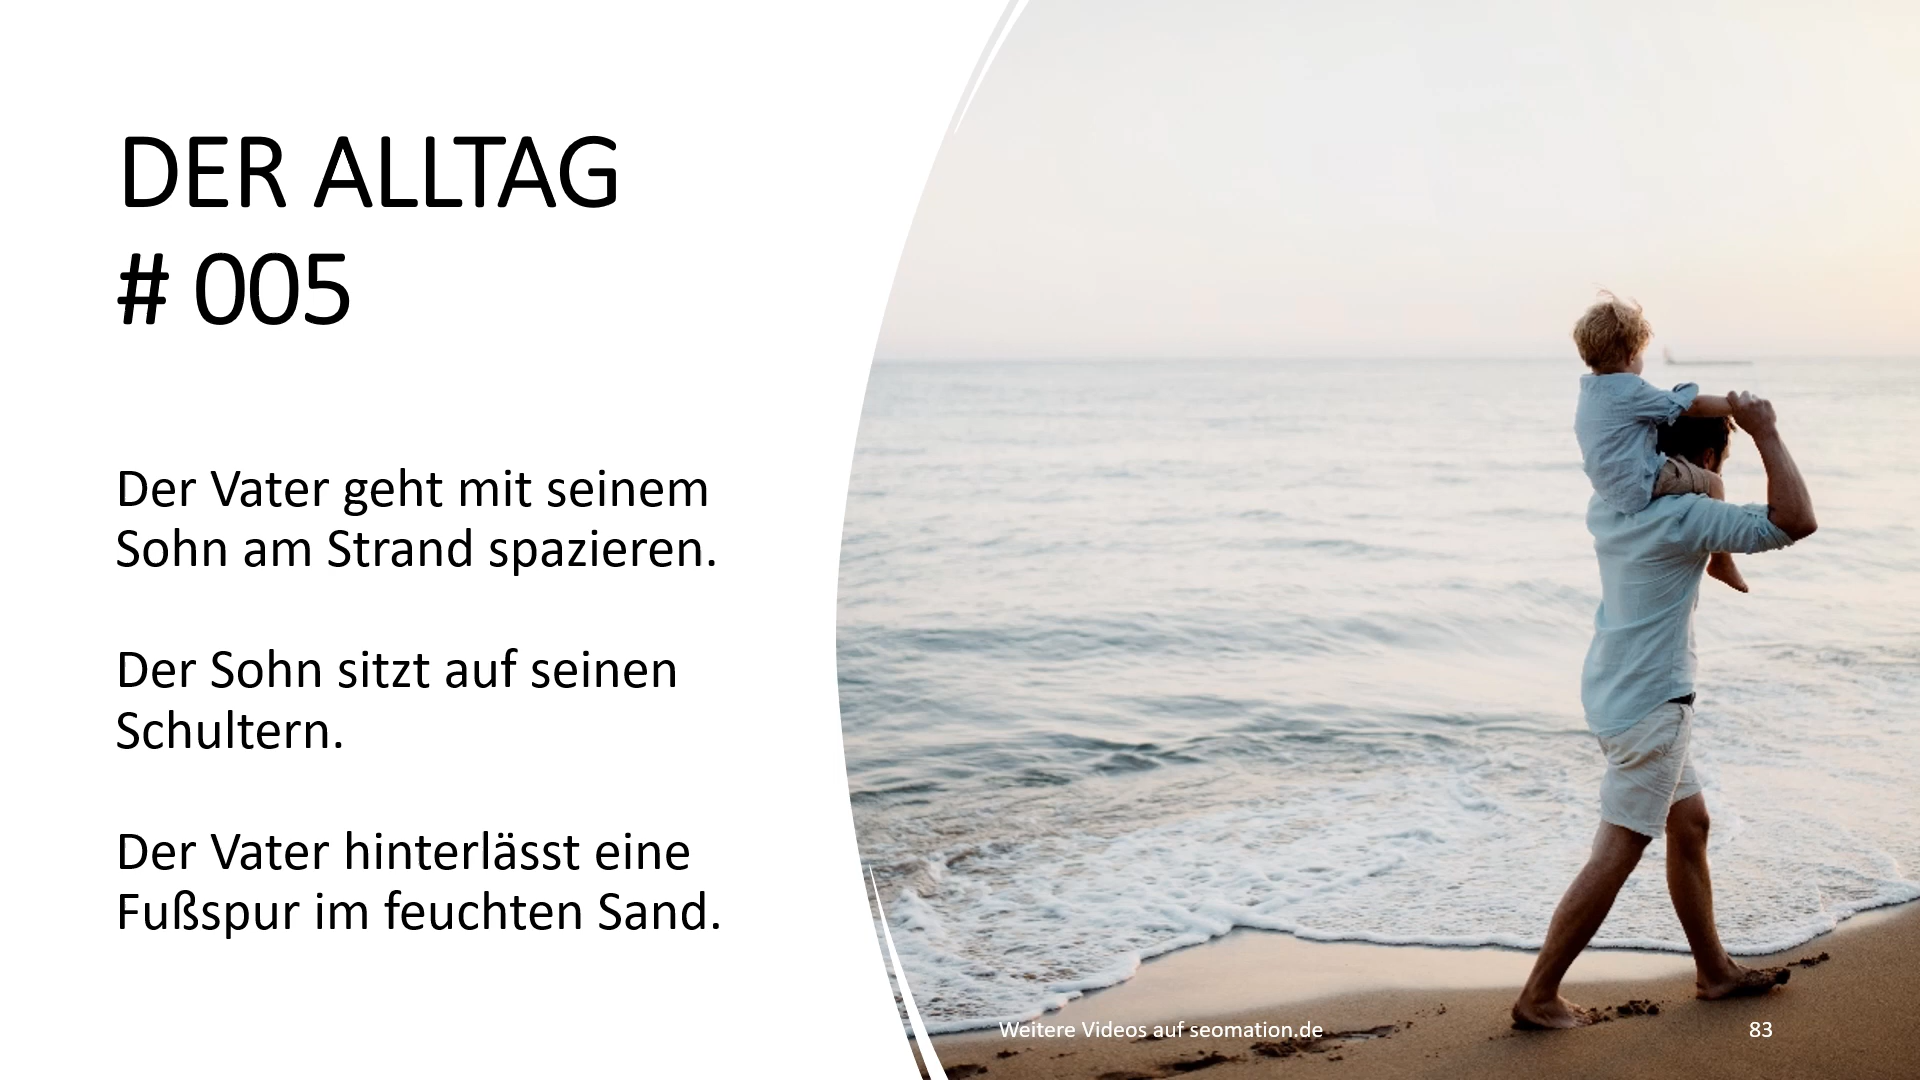 DER ALLTAG
# 005
Der Vater geht mit seinem
Sohn am Strand spazieren.
Der Sohn sitzt auf seinen
Schultern.
Der Vater hinterlässt eine
Fußspur im feuchten Sand.
Weitere Videos auf seomation.de
83